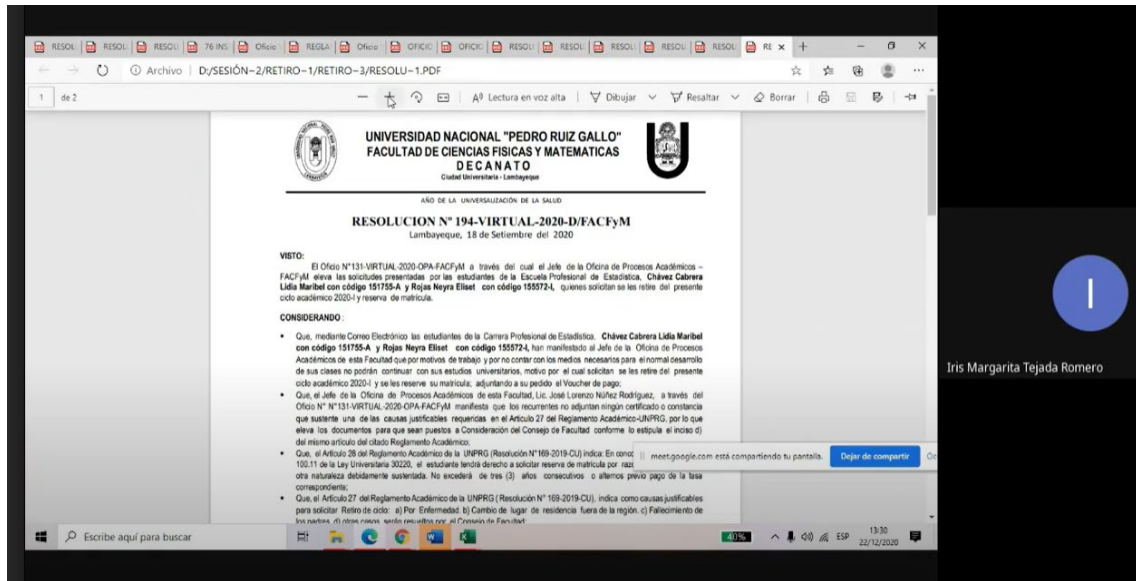 RESOL RESOL RESOL 76 INS Oficio REGLA Oficio OFICIO OFICIO RESOL RESOL RESOL RESOL RESOL RE
Archivo D:/SESIÓN-2/RETIRO-1/RETIRO-3/RESOLU-1.PDF
1 de 2 Lectura en voz alta Dibujar Resaltar Borrar
UNIVERSIDAD NACIONAL "PEDRO RUIZ GALLO"
FACULTAD DE CIENCIAS FISICAS Y MATEMATICAS
DECANATO
Ciudad Universitaria - Lambayeque
AÑO DE LA UNIVERSALIZACIÓN DE LA SALUD
RESOLUCION N° 194-VIRTUAL-2020-D/FACFyM
Lambayeque, 18 de Setiembre del 2020
VISTO:
El Oficio N°131-VIRTUAL-2020-OPA-FACFyM a través del cual el Jefe de la Oficina de Procesos Académicos –
FACFyM eleva las solicitudes presentadas por las estudiantes de la Escuela Profesional de Estadística, Chávez Cabrera
Lidia Maribel con código 151755-A y Rojas Neyra Eliset con código 155572-I, quienes solicitan se les retire del presente
ciclo académico 2020-I y reserva de matrícula.
CONSIDERANDO:
• Que, mediante Correo Electrónico las estudiantes de la Carrera Profesional de Estadística, Chávez Cabrera Lidia Maribel
con código 151755-A y Rojas Neyra Eliset con código 155572-I, han manifestado al Jefe de la Oficina de Procesos
Académicos de esta Facultad que por motivos de trabajo y por no contar con los medios necesarios para el normal desarrollo
de sus clases no podrán continuar con sus estudios universitarios, motivo por el cual solicitan se les retire del presente
ciclo académico 2020-I y se les reserve su matrícula; adjuntando a su pedido el Voucher de pago;
• Que, el Jefe de la Oficina de Procesos Académicos de esta Facultad, Lic. José Lorenzo Núñez Rodríguez, a través del
Oficio N° N°131-VIRTUAL-2020-OPA-FACFyM manifiesta que los recurrentes no adjuntan ningún certificado o constancia
que sustente una de las causas justificables requeridas en el Artículo 27 del Reglamento Académico-UNPRG, por lo que
eleva los documentos para que sean puestos a Consideración del Consejo de Facultad conforme lo estipula el inciso d)
del mismo artículo del citado Reglamento Académico;
• Que, el Artículo 28 del Reglamento Académico de la UNPRG (Resolución N°169-2019-CU) indica: En conc
100.11 de la Ley Universitaria 30220, el estudiante tendrá derecho a solicitar reserva de matrícula por raz
otra naturaleza debidamente sustentada. No excederá de tres (3) años consecutivos o alternos previo pago de la tasa
correspondiente;
• Que, el Artículo 27 del Reglamento Académico de la UNPRG ( Resolución N° 169-2019-CU), indica como causas justificables
para solicitar Retiro de ciclo: a) Por Enfermedad. b) Cambio de lugar de residencia fuera de la región. c) Fallecimiento de
los padres. d) otros casos, serán resueltos por el Consejo de Facultad;
meet.google.com está compartiendo tu pantalla. Dejar de compartir Oc
I
Iris Margarita Tejada Romero
Escribe aquí para buscar 40% ESP 13:30
22/12/2020